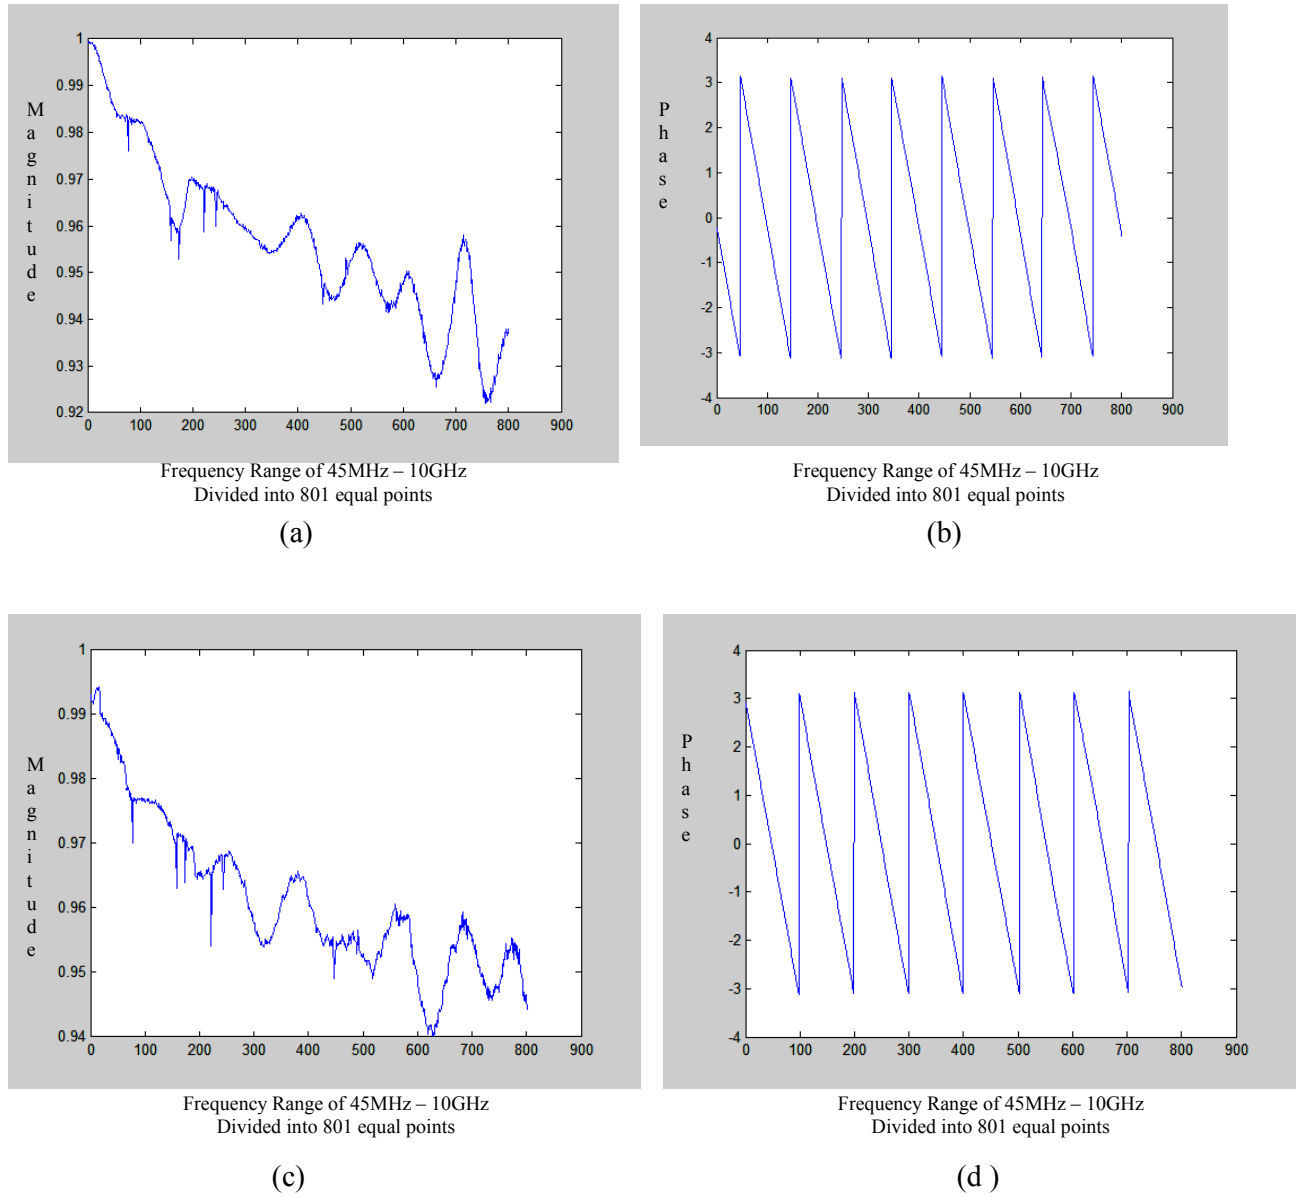 1
0.99
0.98
0.97
0.96
0.95
0.94
0.93
0.92
0 100 200 300 400 500 600 700 800 900
Magnitude
Frequency Range of 45MHz – 10GHz
Divided into 801 equal points
(a)
4
3
2
1
0
-1
-2
-3
-4
0 100 200 300 400 500 600 700 800 900
Phase
Frequency Range of 45MHz – 10GHz
Divided into 801 equal points
(b)
1
0.99
0.98
0.97
0.96
0.95
0.94
0 100 200 300 400 500 600 700 800 900
Magnitude
Frequency Range of 45MHz – 10GHz
Divided into 801 equal points
(c)
4
3
2
1
0
-1
-2
-3
-4
0 100 200 300 400 500 600 700 800 900
Phase
Frequency Range of 45MHz – 10GHz
Divided into 801 equal points
(d )